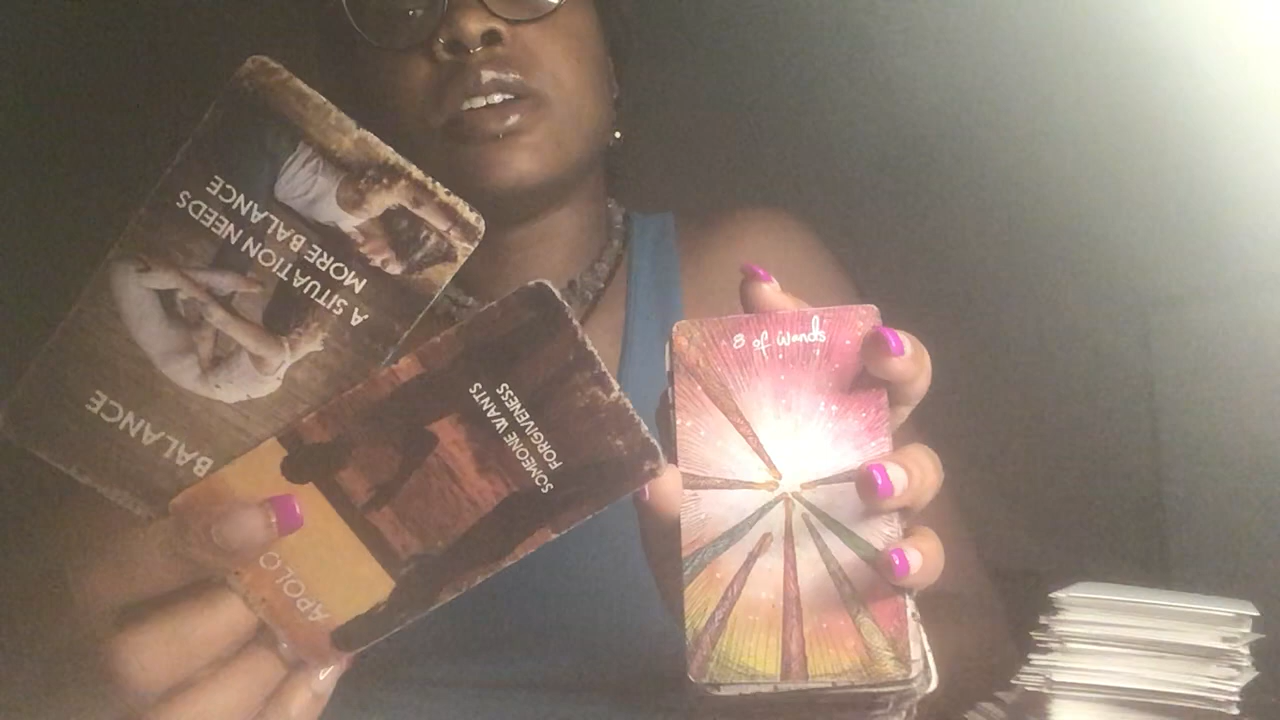 BALANCE
A SITUATION NEEDS
MORE BALANCE
APOLO
SOMEONE WANTS
FORGIVENESS
8 of Wands